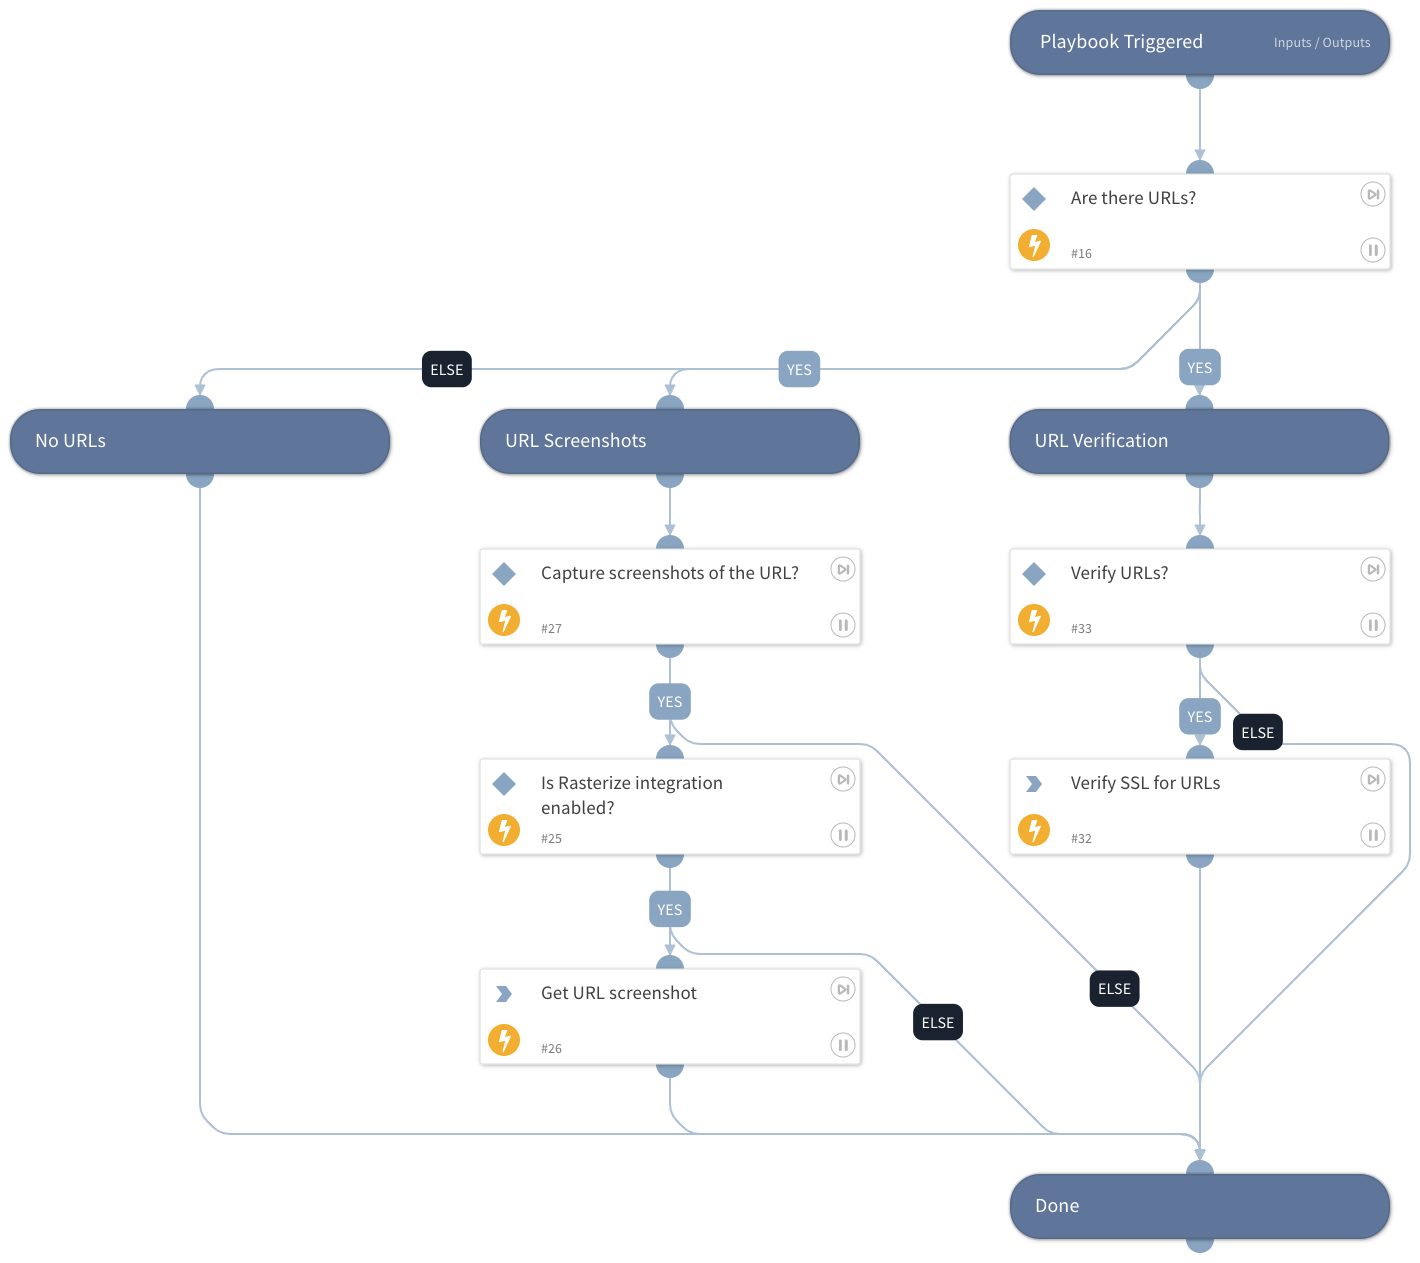 Playbook Triggered
Inputs / Outputs
Are there URLs?
#16
ELSE
YES
YES
No URLs
URL Screenshots
URL Verification
Capture screenshots of the URL?
#27
Verify URLs?
#33
YES
YES
ELSE
Is Rasterize integration
enabled?
#25
Verify SSL for URLs
#32
YES
Get URL screenshot
#26
ELSE
ELSE
Done